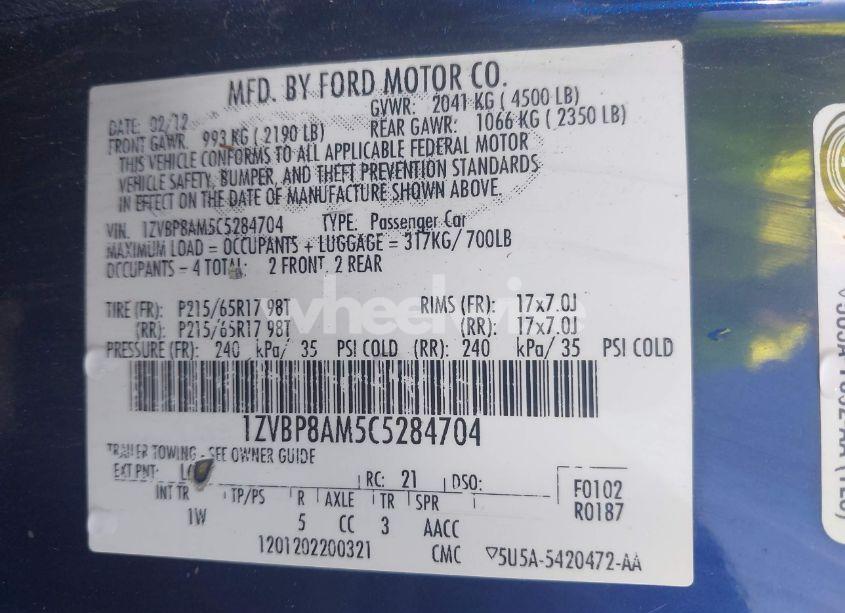 MFD. BY FORD MOTOR CO.
DATE: 02/12 GVWR: 2041 KG ( 4500 LB)
FRONT GAWR: 993 KG ( 2190 LB) REAR GAWR: 1066 KG ( 2350 LB)
THIS VEHICLE CONFORMS TO ALL APPLICABLE FEDERAL MOTOR
VEHICLE SAFETY, BUMPER, AND THEFT PREVENTION STANDARDS
IN EFFECT ON THE DATE OF MANUFACTURE SHOWN ABOVE.
VIN: 1ZVBP8AM5C5284704 TYPE: Passenger Car
MAXIMUM LOAD = OCCUPANTS + LUGGAGE = 317KG/ 700LB
OCCUPANTS = 4 TOTAL: 2 FRONT, 2 REAR
TIRE (FR): P215/65R17 98T RIMS (FR): 17x7.0J
(RR): P215/65R17 98T (RR): 17x7.0J
PRESSURE (FR): 240 kPa/ 35 PSI COLD (RR): 240 kPa/ 35 PSI COLD
1ZVBP8AM5C5284704
TRAILER TOWING - SEE OWNER GUIDE
EXT PNT: RC: 21 DSO: F0102
INT TR TP/PS R AXLE TR SPR R0187
1W 5 CC 3 AACC
1201202200321 CMC ▽5U5A-5420472-AA